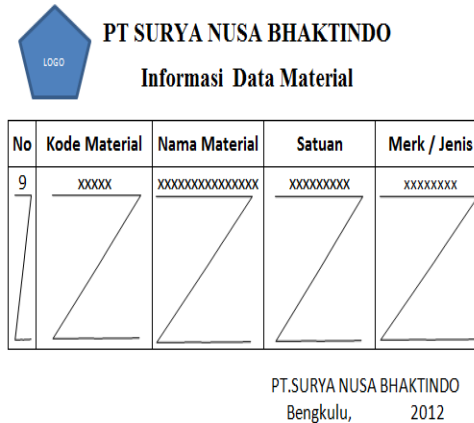 LOGO
PT SURYA NUSA BHAKTINDO
Informasi Data Material
No Kode Material Nama Material Satuan Merk / Jenis
9 XXXXX XXXXXXXXXXXXXXX XXXXXXXXX XXXXXXXX
PT.SURYA NUSA BHAKTINDO
Bengkulu, 2012